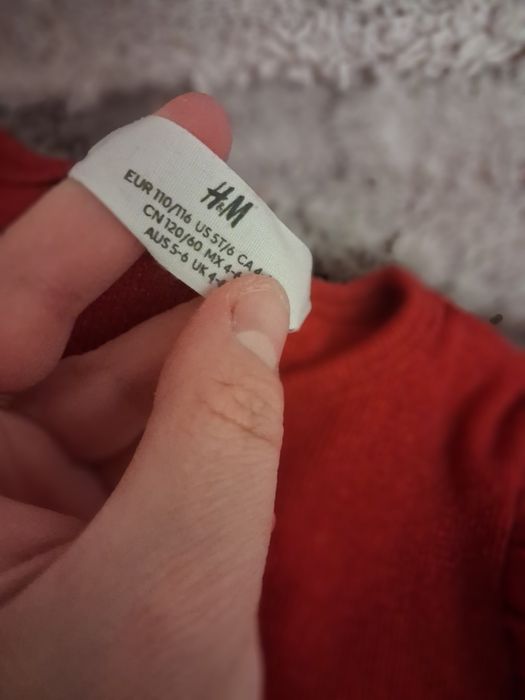 H&M
EUR 110/116 US 5T/6 CA
CN 120/60 MX
AUS 5-6 UK